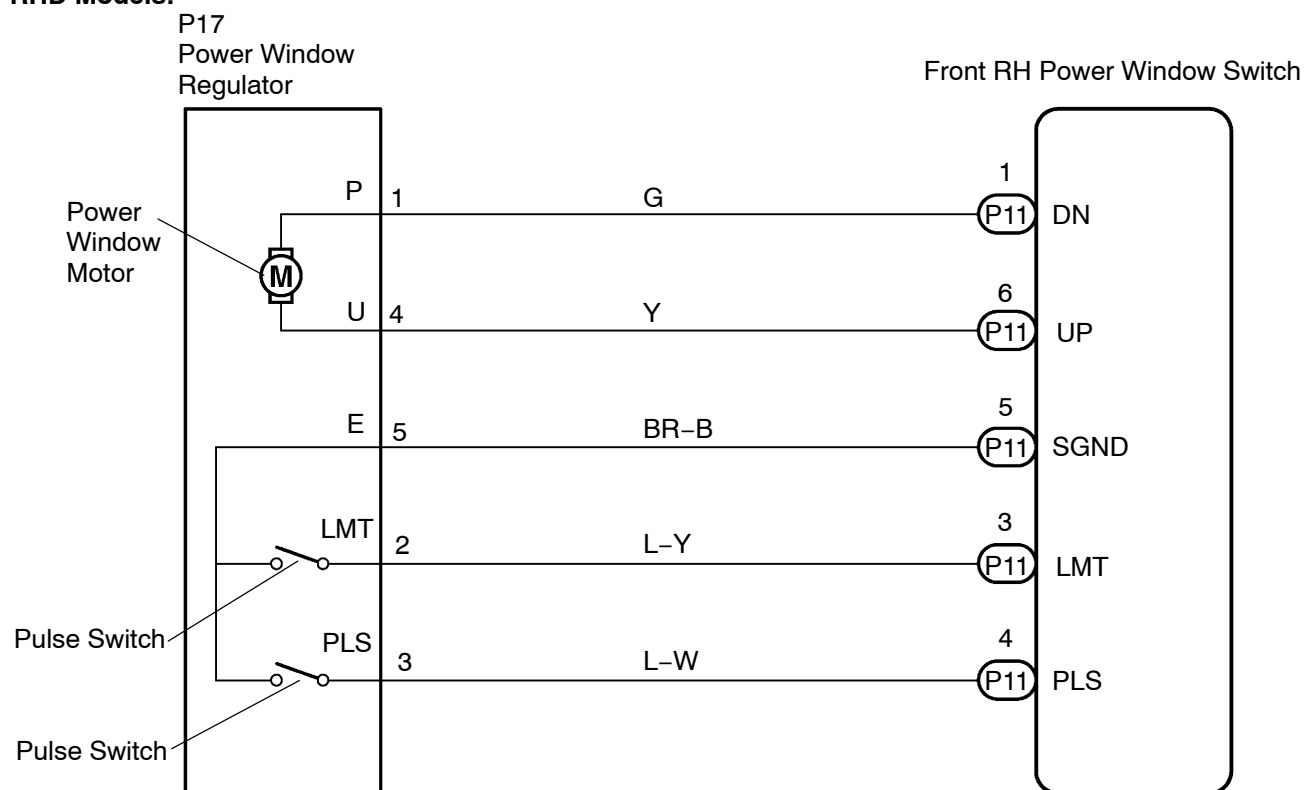 RHD Models:
P17
Power Window
Regulator
Front RH Power Window Switch
Power
Window
Motor
M
P 1 G 1 P11 DN
U 4 Y 6 P11 UP
E 5 BR–B 5 P11 SGND
LMT 2 L–Y 3 P11 LMT
Pulse Switch
PLS 3 L–W 4 P11 PLS
Pulse Switch